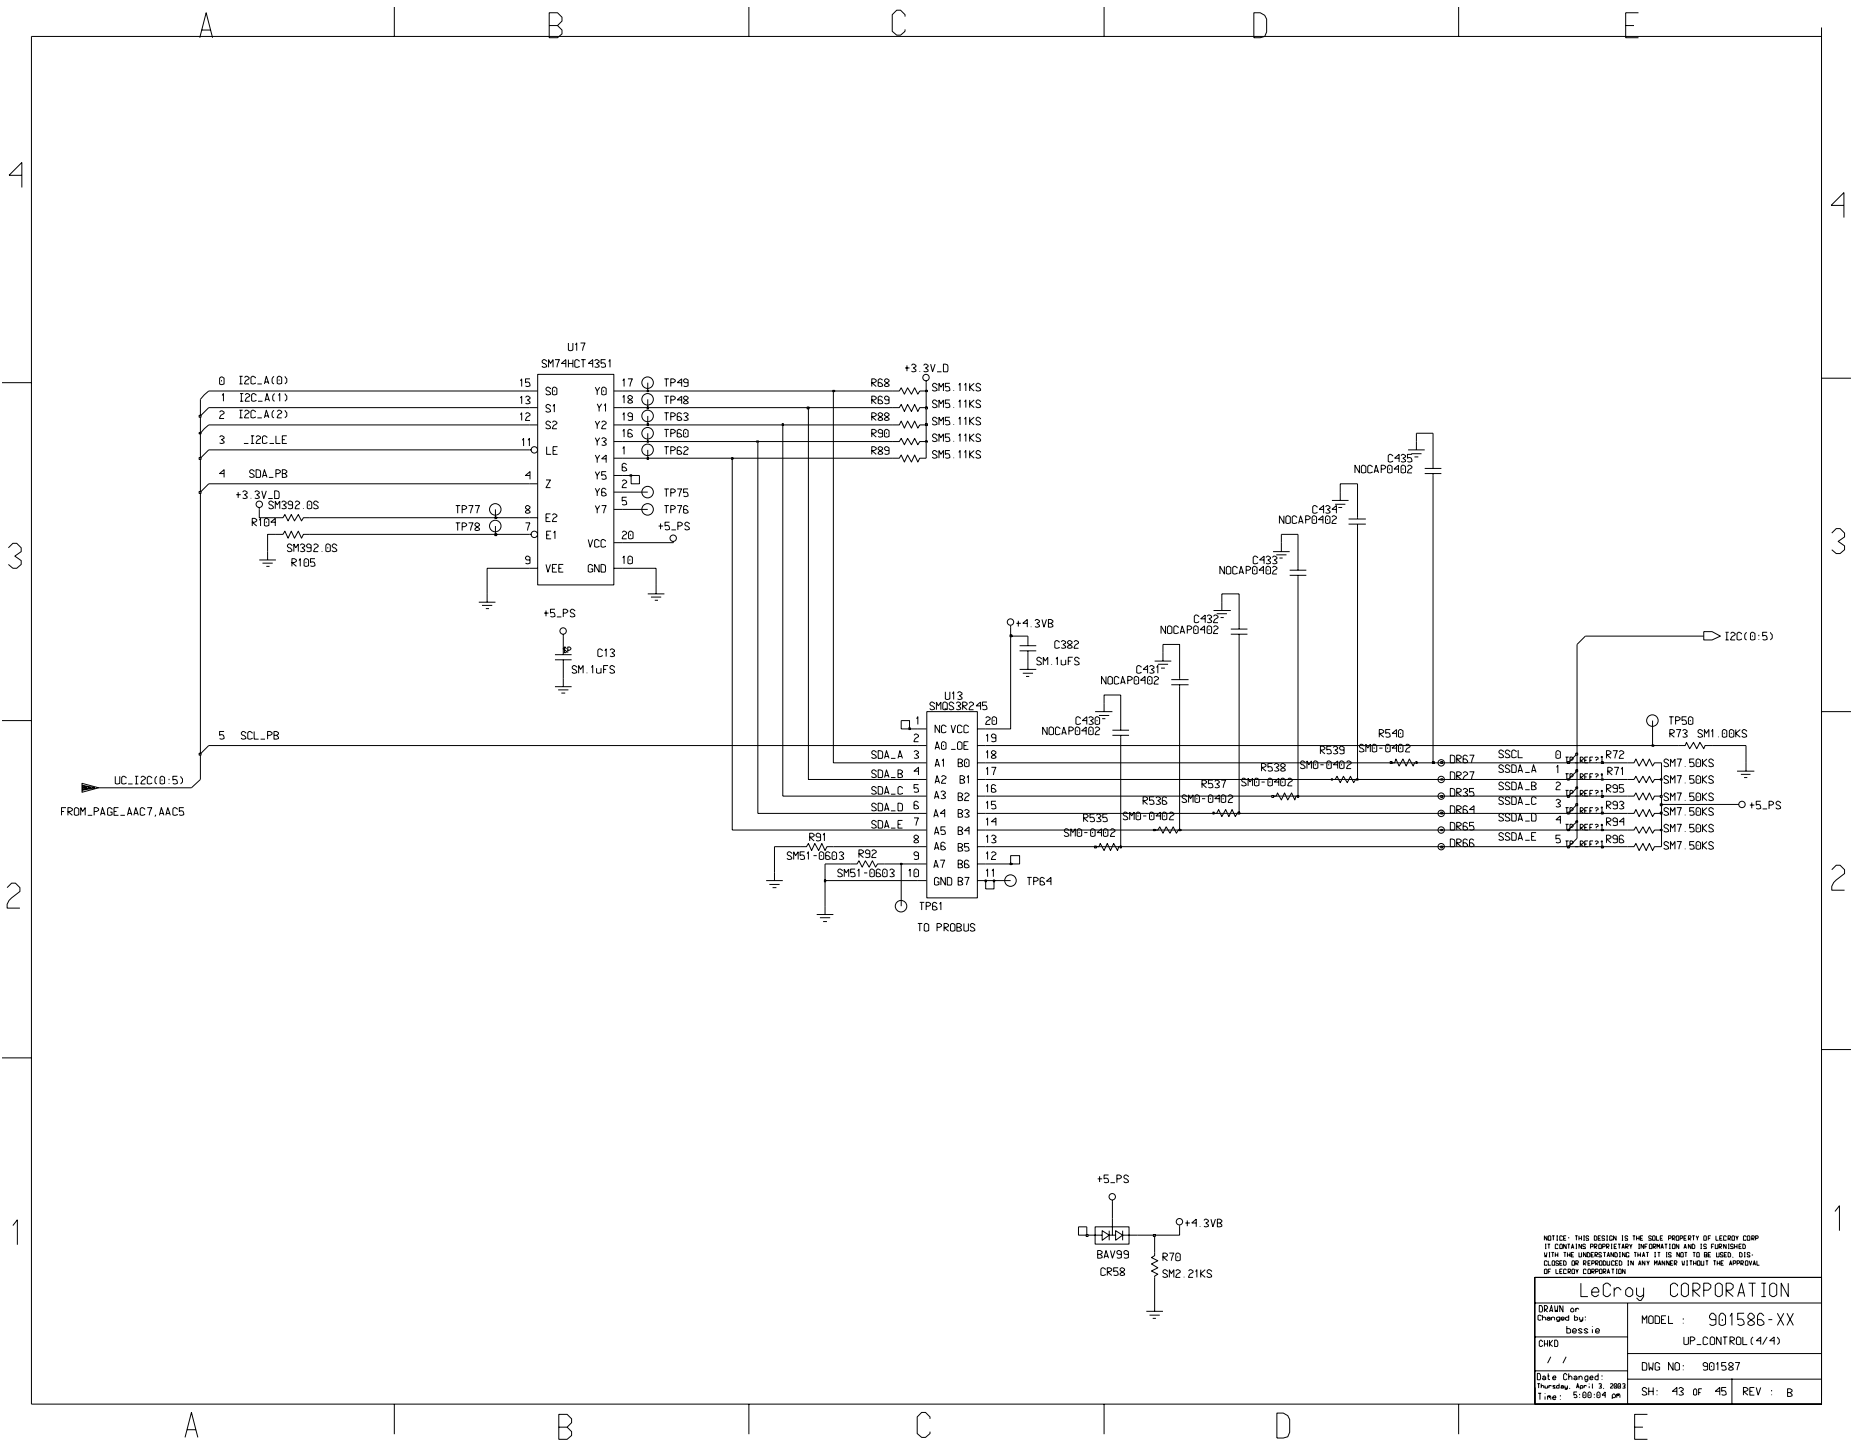 A B C D E
4
4
U17
SM74HCT4351
0 I2C_A(0) 15 S0 Y0 17 TP49
1 I2C_A(1) 13 S1 Y1 18 TP48
2 I2C_A(2) 12 S2 Y2 19 TP63
3 _I2C_LE 11 LE Y3 16 TP60
Y4 1 TP62
4 SDA_PB 4 Z Y5 6
Y6 2 TP75
Y7 5 TP76
+3.3V_D
SM392.0S
R104
TP77 8 E2
TP78 7 E1
SM392.0S
R105
VCC 20 +5_PS
9 VEE GND 10
+3.3V_D
R68 SM5.11KS
R69 SM5.11KS
R88 SM5.11KS
R90 SM5.11KS
R89 SM5.11KS
3
3
+5_PS
C13
SM.1uFS
+4.3VB
C382
SM.1uFS
C435
NOCAP0402
C434
NOCAP0402
C433
NOCAP0402
C432
NOCAP0402
C431
NOCAP0402
C430
NOCAP0402
I2C(0:5)
U13
SMQS3R245
1 NC VCC 20
5 SCL_PB 2 A0 _OE 19
SDA_A 3 A1 B0 18
SDA_B 4 A2 B1 17
SDA_C 5 A3 B2 16
SDA_D 6 A4 B3 15
SDA_E 7 A5 B4 14
8 A6 B5 13
9 A7 B6 12
10 GND B7 11 TP64
R91
SM51-0603
R92
SM51-0603
TP61
TO PROBUS
UC_I2C(0:5)
FROM_PAGE_AAC7,AAC5
R540
SM0-0402
R539
SM0-0402
R538
SM0-0402
R537
SM0-0402
R536
SM0-0402
R535
SM0-0402
TP50
R73 SM1.00KS
DR67 SSCL 0 R72 SM7.50KS
DR27 SSDA_A 1 R71 SM7.50KS
DR35 SSDA_B 2 R95 SM7.50KS
DR64 SSDA_C 3 R93 SM7.50KS
DR65 SSDA_D 4 R94 SM7.50KS
DR66 SSDA_E 5 R96 SM7.50KS
+5_PS
2
2
+5_PS
+4.3VB
BAV99
CR58
R70
SM2.21KS
1
1
NOTICE: THIS DESIGN IS THE SOLE PROPERTY OF LECROY CORP
IT CONTAINS PROPRIETARY INFORMATION AND IS FURNISHED
WITH THE UNDERSTANDING THAT IT IS NOT TO BE USED, DIS-
CLOSED OR REPRODUCED IN ANY MANNER WITHOUT THE APPROVAL
OF LECROY CORPORATION
LeCroy CORPORATION
DRAWN or
Changed by:
bessie
MODEL : 901586-XX
UP_CONTROL(4/4)
CHKD
/ /
DWG NO: 901587
Date Changed:
Thursday, April 3, 2003
Time: 5:00:04 pm
SH: 43 OF 45 REV : B
A B C D E